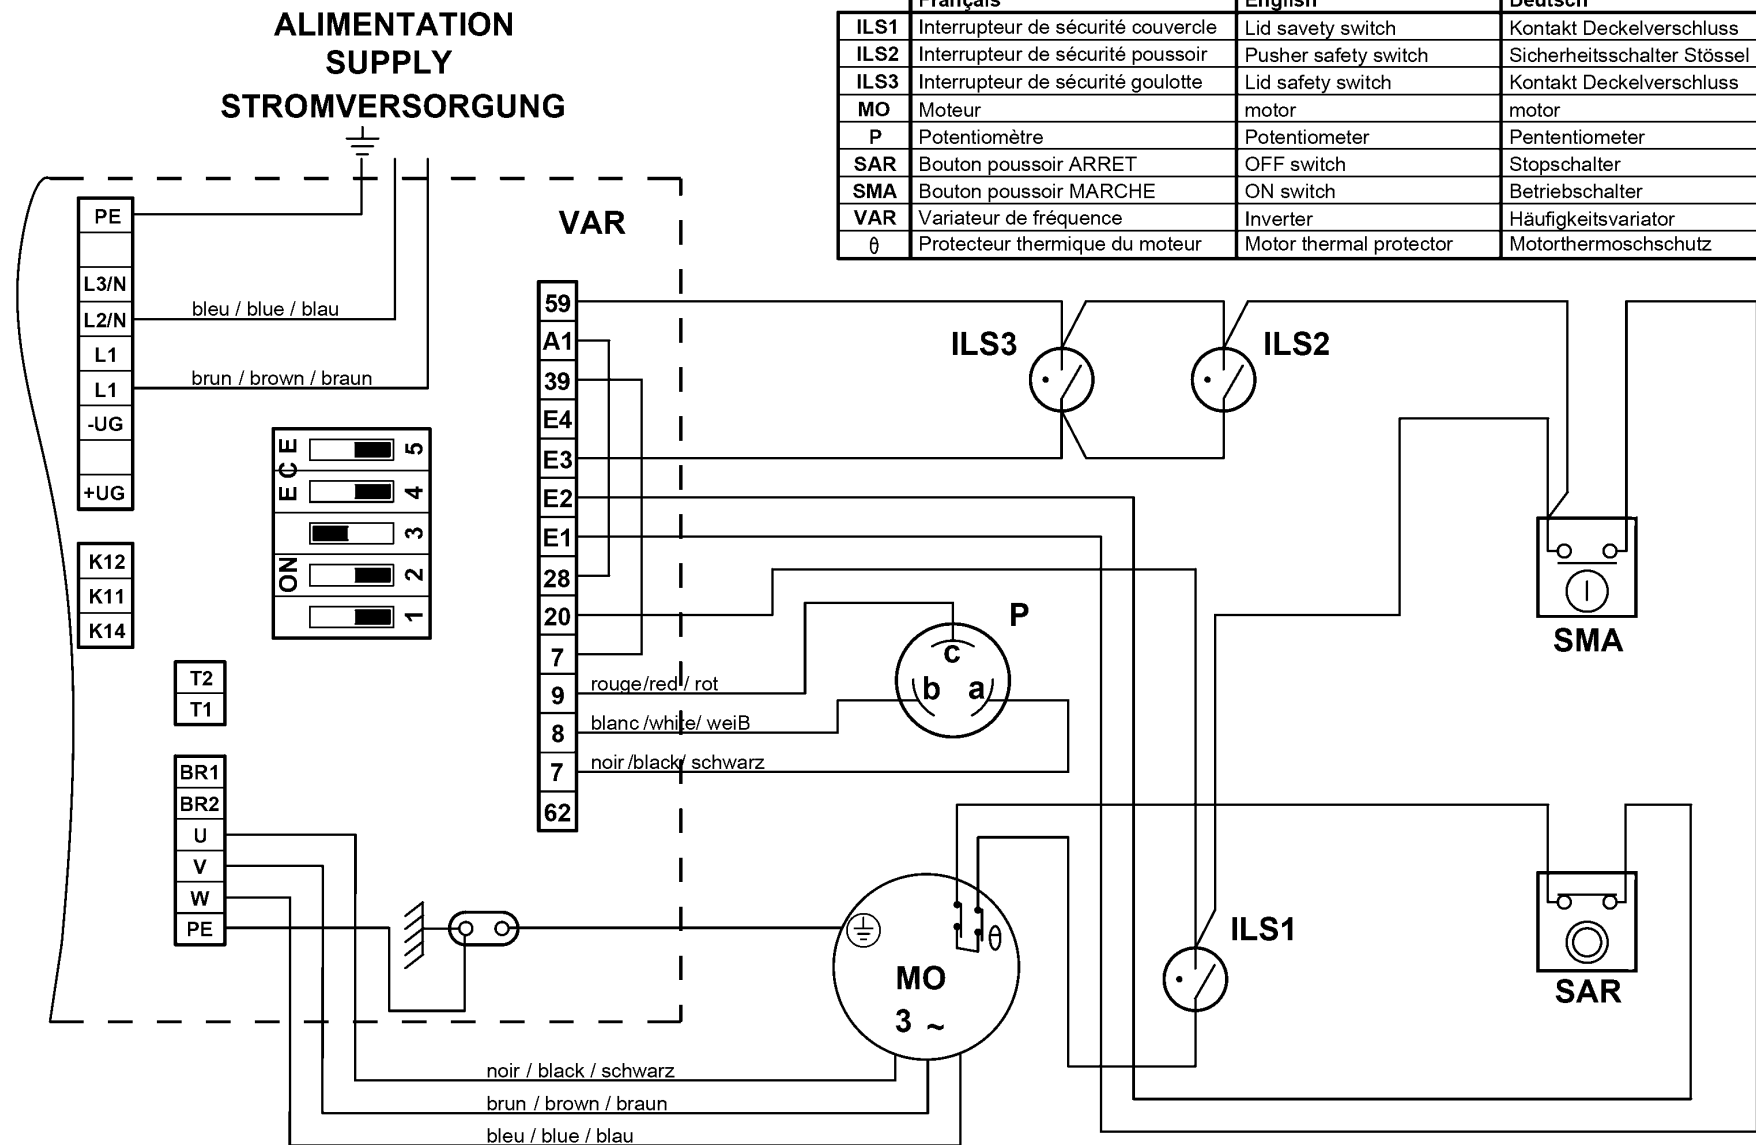 ALIMENTATION
SUPPLY
STROMVERSORGUNG
Français English Deutsch
ILS1 Interrupteur de sécurité couvercle Lid savety switch Kontakt Deckelverschluss
ILS2 Interrupteur de sécurité poussoir Pusher safety switch Sicherheitsschalter Stössel
ILS3 Interrupteur de sécurité goulotte Lid safety switch Kontakt Deckelverschluss
MO Moteur motor motor
P Potentiomètre Potentiometer Pententiometer
SAR Bouton poussoir ARRET OFF switch Stopschalter
SMA Bouton poussoir MARCHE ON switch Betriebschalter
VAR Variateur de fréquence Inverter Häufigkeitsvariator
θ Protecteur thermique du moteur Motor thermal protector Motorthermoschschutz
VAR
PE
L3/N
L2/N
L1
L1
-UG
+UG
bleu / blue / blau
brun / brown / braun
K12
K11
K14
T2
T1
BR1
BR2
U
V
W
PE
ECE
ON
5
4
3
2
1
59
A1
39
E4
E3
E2
E1
28
20
7
9
8
7
62
rouge/red / rot
blanc /white/ weiB
noir /black/ schwarz
ILS3
ILS2
P
c
b a
SMA
ILS1
SAR
θ
MO
3 ~
noir / black / schwarz
brun / brown / braun
bleu / blue / blau